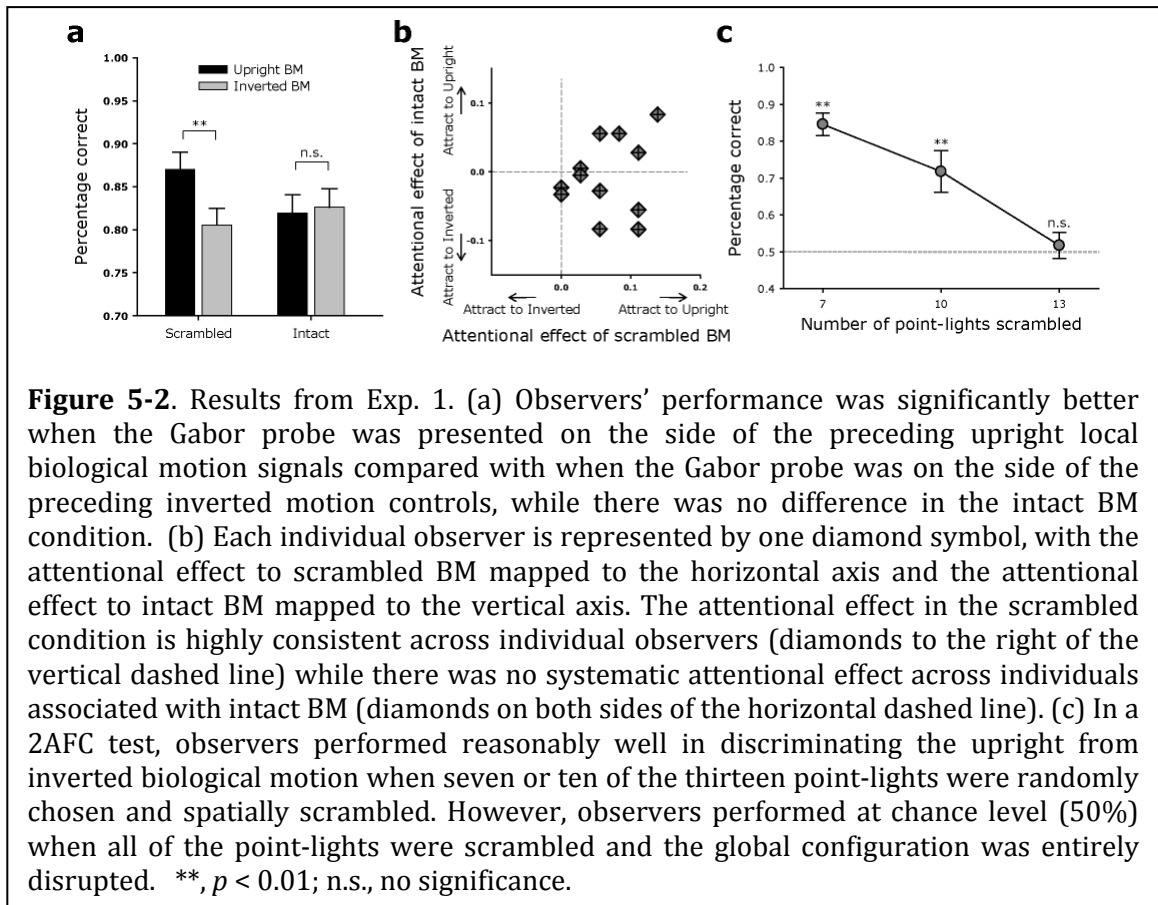 a
b
c
1.00
0.95
0.90
0.85
0.80
0.75
0.70
Percentage correct
Upright BM
Inverted BM
**
n.s.
Scrambled
Intact
Attentional effect of intact BM
Attract to Upright
Attract to Inverted
0.1
0.0
-0.1
0.0
0.1
0.2
Attract to Inverted
Attract to Upright
Attentional effect of scrambled BM
Percentage correct
1.0
0.9
0.8
0.7
0.6
0.5
0.4
**
**
n.s.
7
10
13
Number of point-lights scrambled
Figure 5-2. Results from Exp. 1. (a) Observers’ performance was significantly better
when the Gabor probe was presented on the side of the preceding upright local
biological motion signals compared with when the Gabor probe was on the side of the
preceding inverted motion controls, while there was no difference in the intact BM
condition. (b) Each individual observer is represented by one diamond symbol, with the
attentional effect to scrambled BM mapped to the horizontal axis and the attentional
effect to intact BM mapped to the vertical axis. The attentional effect in the scrambled
condition is highly consistent across individual observers (diamonds to the right of the
vertical dashed line) while there was no systematic attentional effect across individuals
associated with intact BM (diamonds on both sides of the horizontal dashed line). (c) In a
2AFC test, observers performed reasonably well in discriminating the upright from
inverted biological motion when seven or ten of the thirteen point-lights were randomly
chosen and spatially scrambled. However, observers performed at chance level (50%)
when all of the point-lights were scrambled and the global configuration was entirely
disrupted. **, p < 0.01; n.s., no significance.